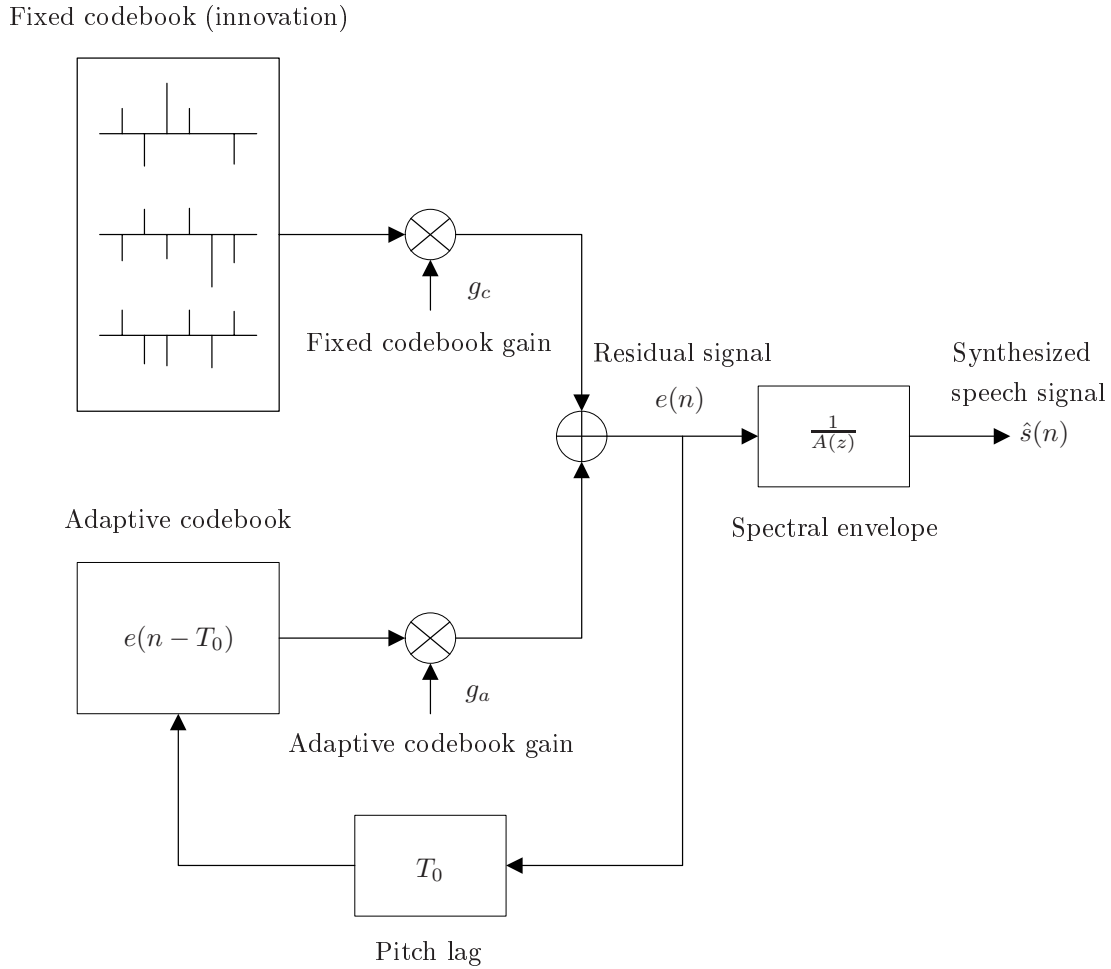 Fixed codebook (innovation)
g_c
Fixed codebook gain
Residual signal
e(n)
1
A(z)
Synthesized
speech signal
ŝ(n)
Spectral envelope
Adaptive codebook
e(n − T_0)
g_a
Adaptive codebook gain
T_0
Pitch lag